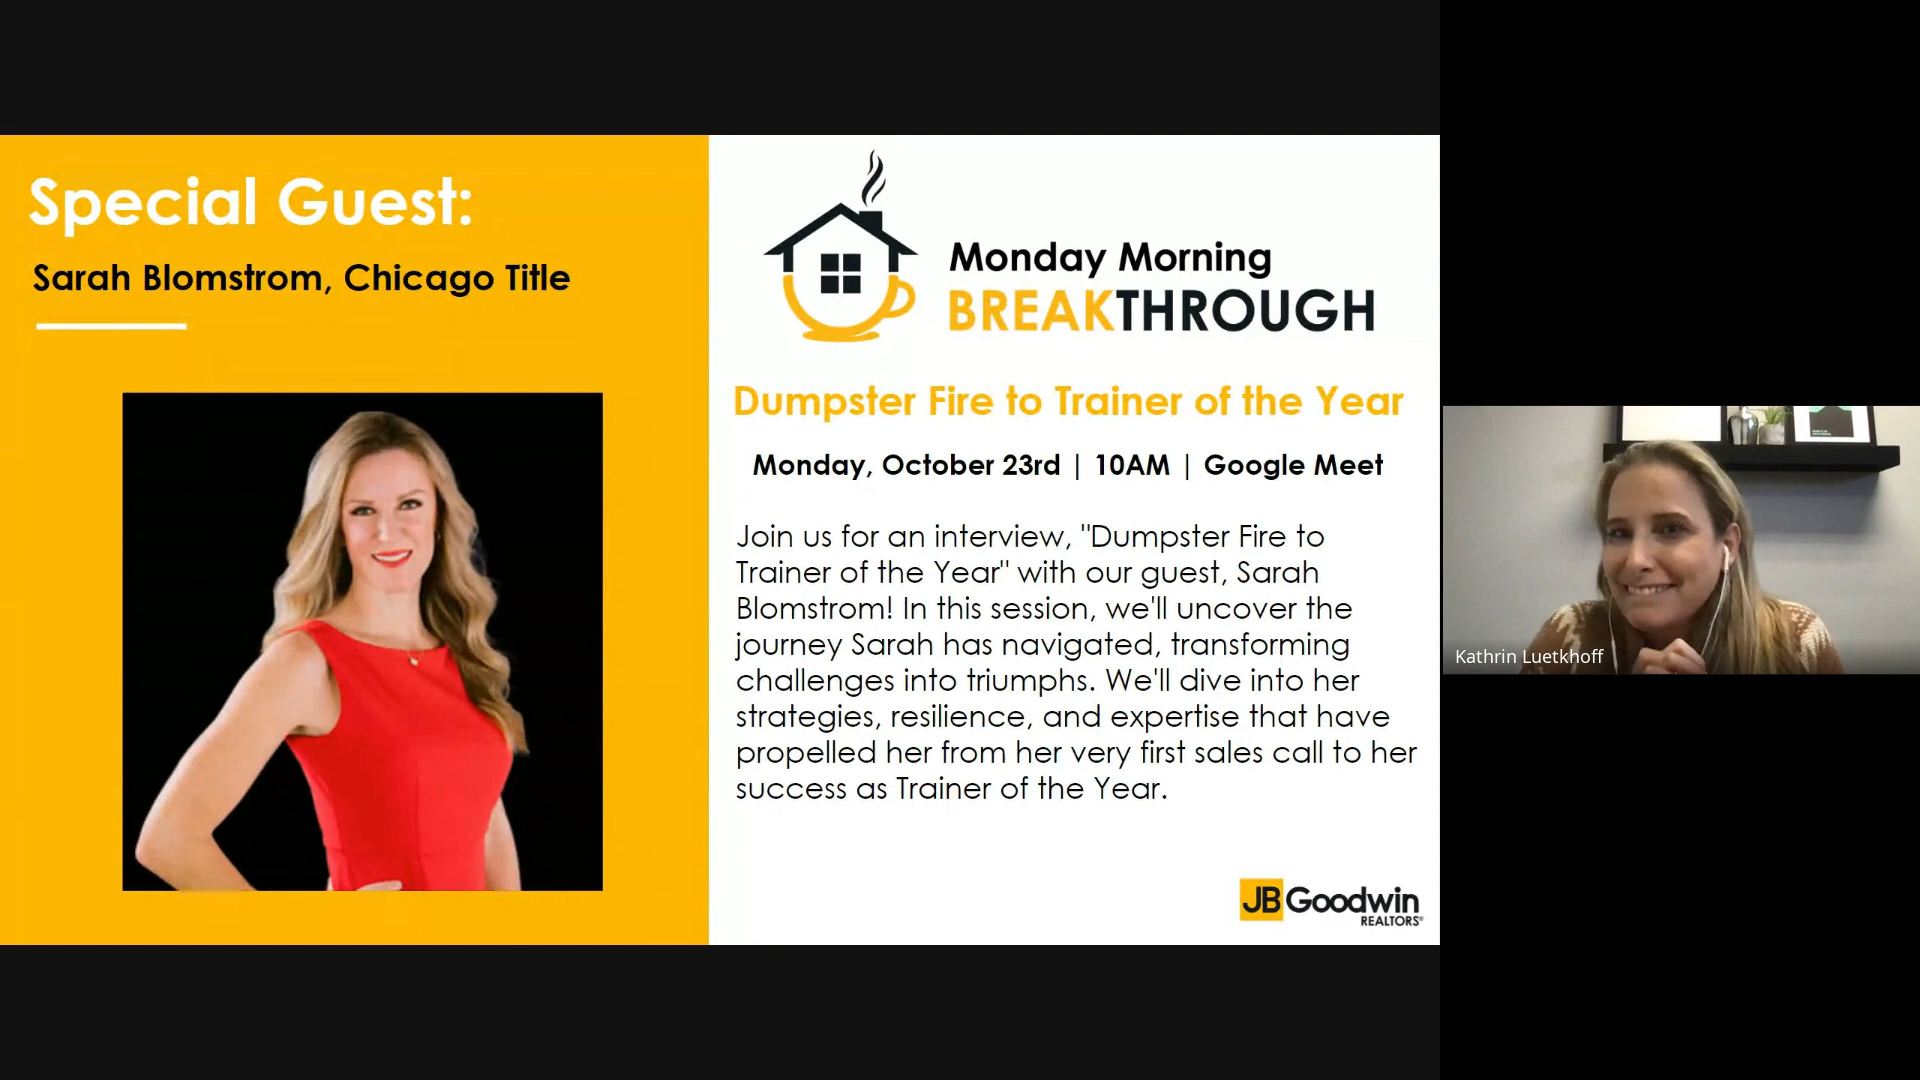 Special Guest:
Sarah Blomstrom, Chicago Title
Monday Morning
BREAKTHROUGH
Dumpster Fire to Trainer of the Year
Monday, October 23rd | 10AM | Google Meet
Join us for an interview, "Dumpster Fire to
Trainer of the Year" with our guest, Sarah
Blomstrom! In this session, we'll uncover the
journey Sarah has navigated, transforming
challenges into triumphs. We'll dive into her
strategies, resilience, and expertise that have
propelled her from her very first sales call to her
success as Trainer of the Year.
JB Goodwin
REALTORS®
Kathrin Luetkhoff